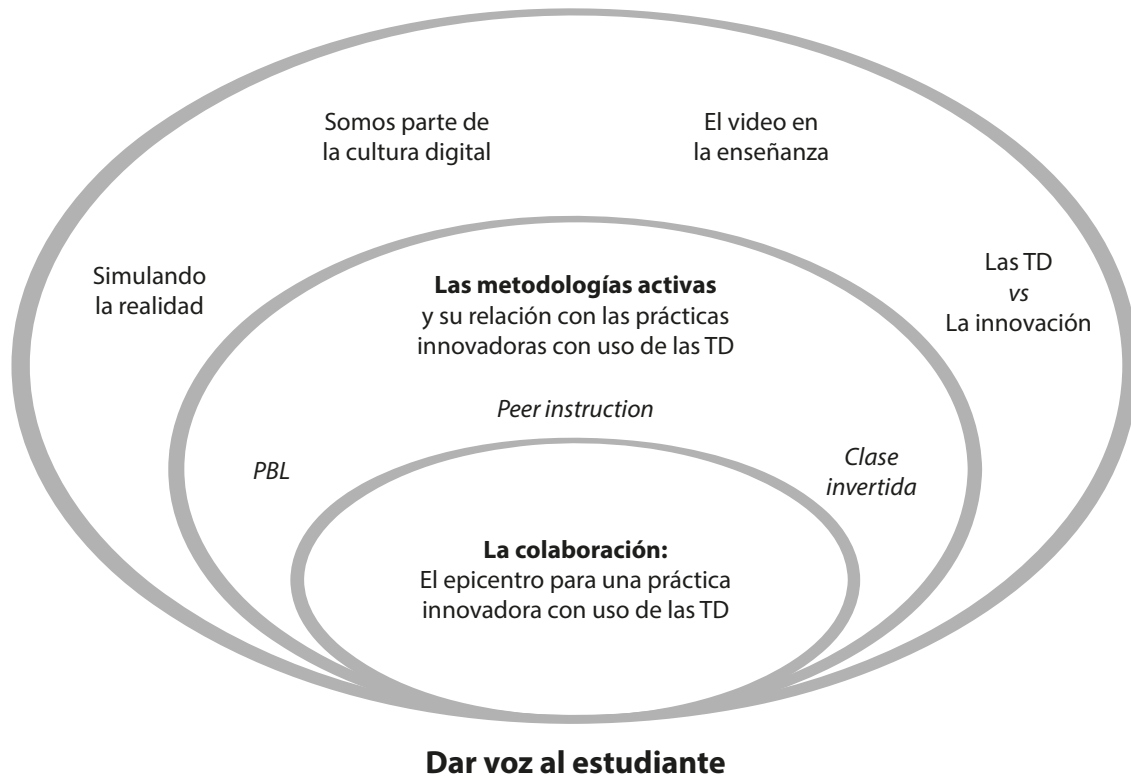 Somos parte de
la cultura digital
El video en
la enseñanza
Simulando
la realidad
Las TD
vs
La innovación
Las metodologías activas
y su relación con las prácticas
innovadoras con uso de las TD
Peer instruction
PBL
Clase
invertida
La colaboración:
El epicentro para una práctica
innovadora con uso de las TD
Dar voz al estudiante